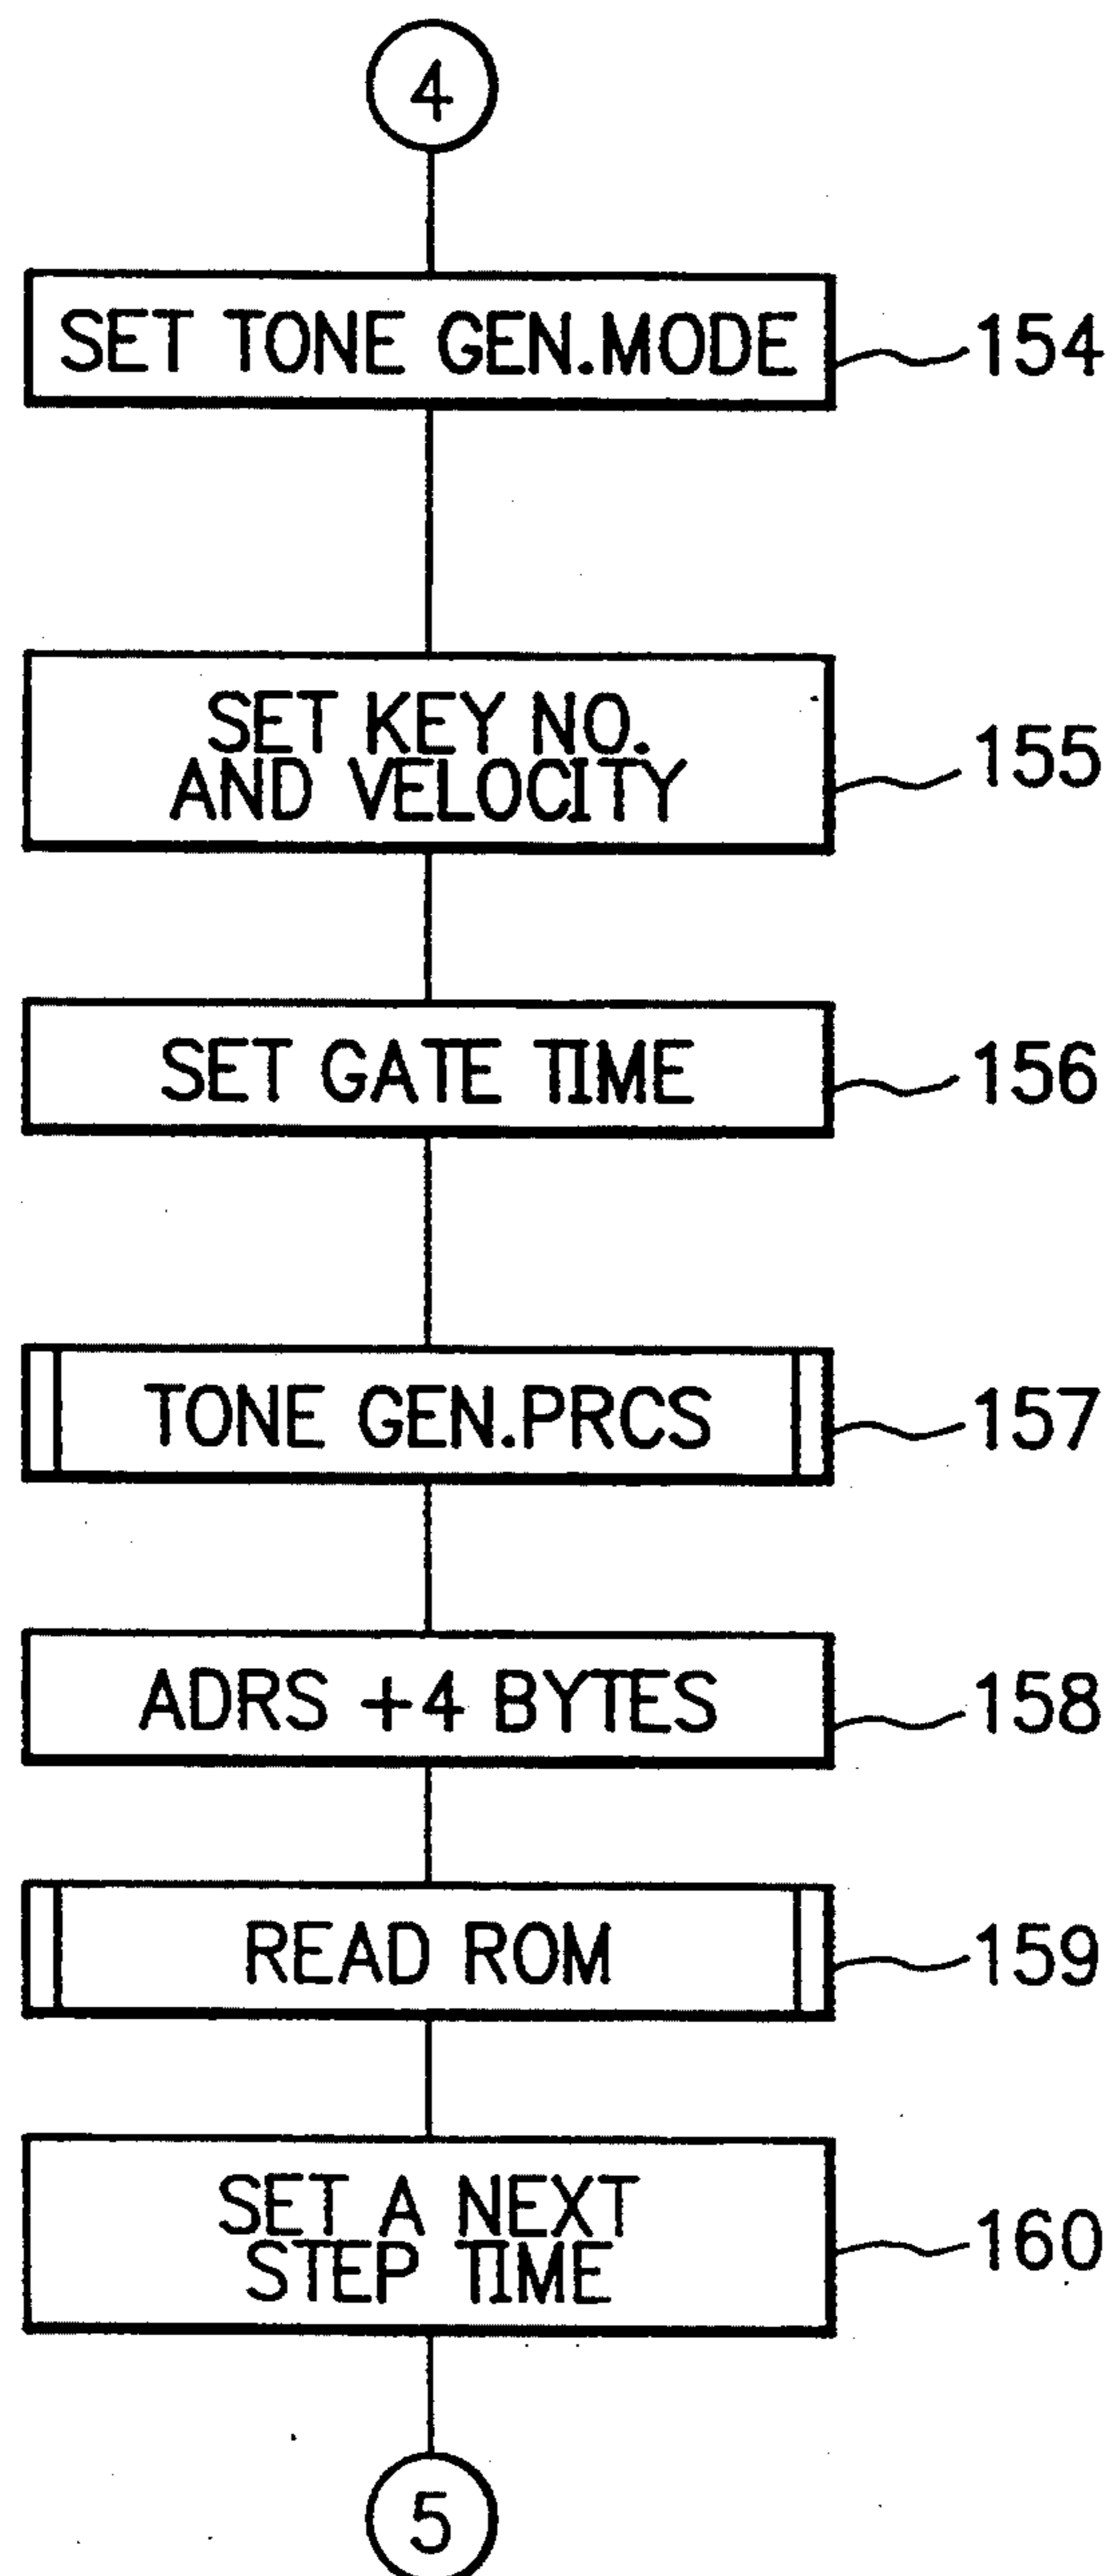 4
SET TONE GEN.MODE
154
SET KEY NO.
AND VELOCITY
155
SET GATE TIME
156
TONE GEN.PRCS
157
ADRS +4 BYTES
158
READ ROM
159
SET A NEXT
STEP TIME
160
5